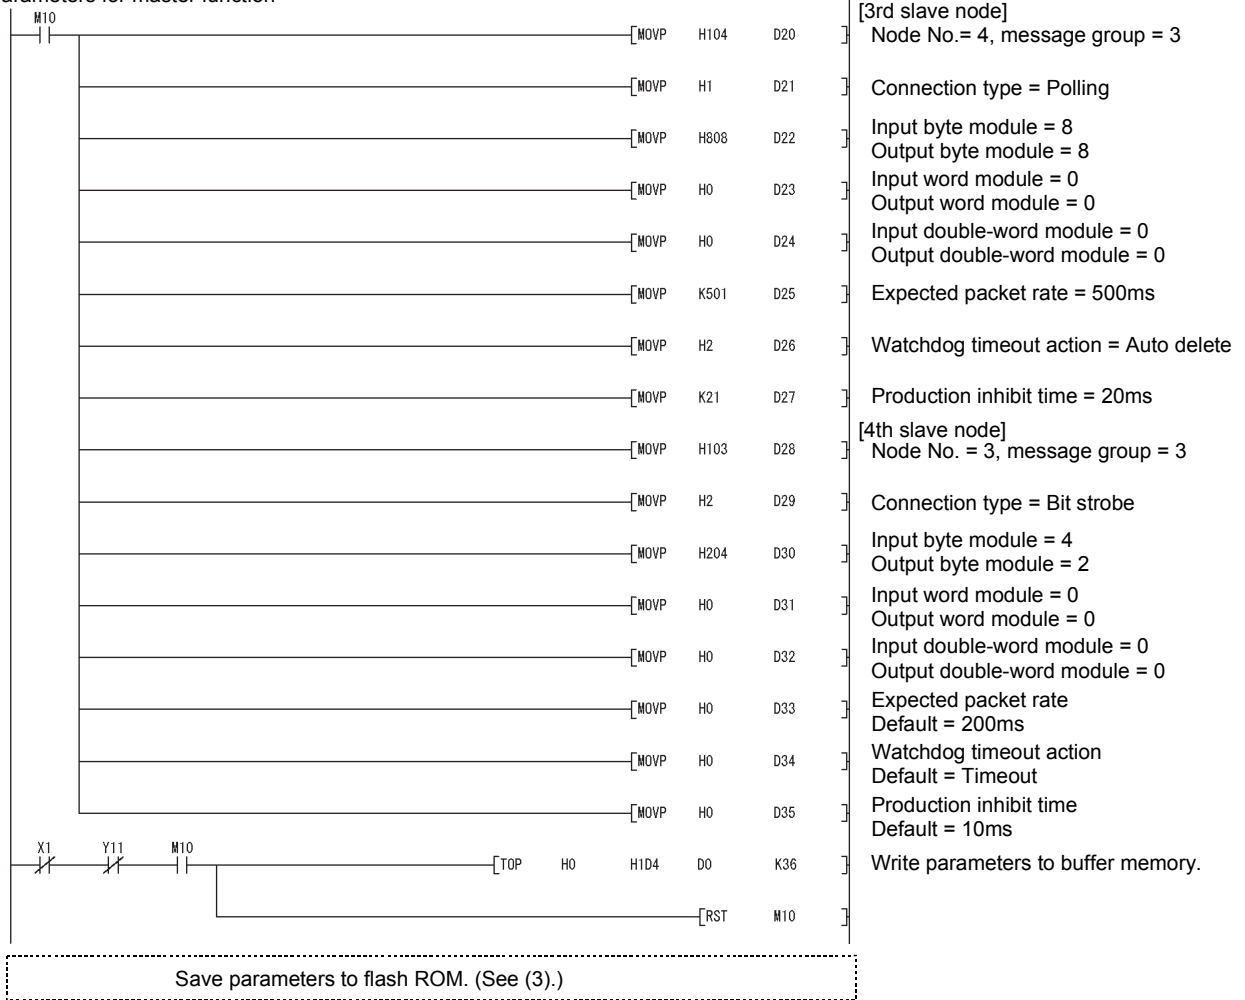 arameters for master function
[3rd slave node]
M10
[MOVP H104 D20 ]
Node No.= 4, message group = 3
[MOVP H1 D21 ]
Connection type = Polling
[MOVP H808 D22 ]
Input byte module = 8
Output byte module = 8
[MOVP H0 D23 ]
Input word module = 0
Output word module = 0
[MOVP H0 D24 ]
Input double-word module = 0
Output double-word module = 0
[MOVP K501 D25 ]
Expected packet rate = 500ms
[MOVP H2 D26 ]
Watchdog timeout action = Auto delete
[MOVP K21 D27 ]
Production inhibit time = 20ms
[4th slave node]
[MOVP H103 D28 ]
Node No. = 3, message group = 3
[MOVP H2 D29 ]
Connection type = Bit strobe
[MOVP H204 D30 ]
Input byte module = 4
Output byte module = 2
[MOVP H0 D31 ]
Input word module = 0
Output word module = 0
[MOVP H0 D32 ]
Input double-word module = 0
Output double-word module = 0
[MOVP H0 D33 ]
Expected packet rate
Default = 200ms
[MOVP H0 D34 ]
Watchdog timeout action
Default = Timeout
[MOVP H0 D35 ]
Production inhibit time
Default = 10ms
X1 Y11 M10
[TOP H0 H1D4 D0 K36 ]
Write parameters to buffer memory.
[RST M10 ]
Save parameters to flash ROM. (See (3).)